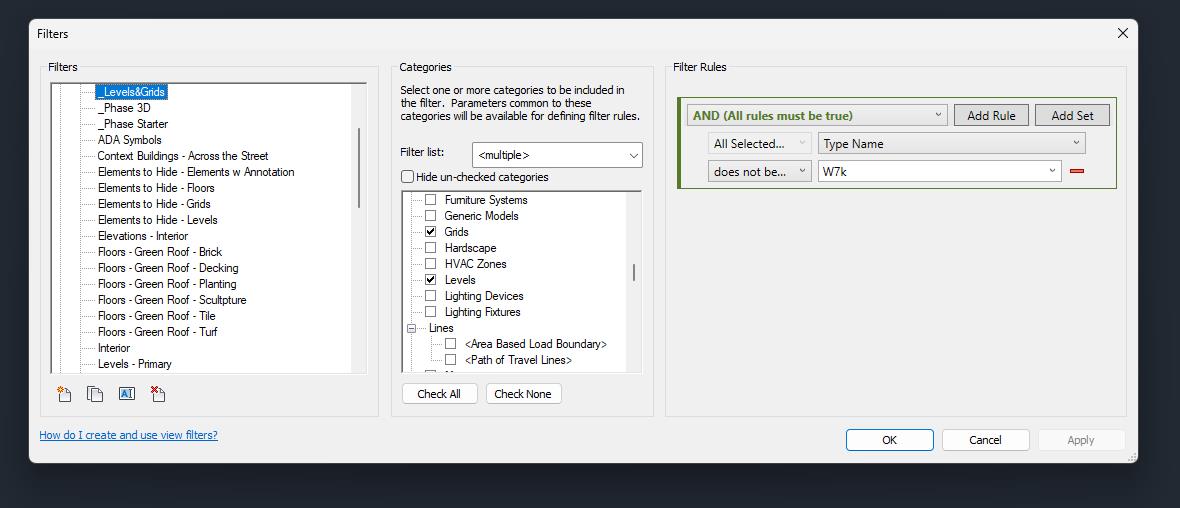 Filters
Filters
_Levels&Grids
_Phase 3D
_Phase Starter
ADA Symbols
Context Buildings - Across the Street
Elements to Hide - Elements w Annotation
Elements to Hide - Floors
Elements to Hide - Grids
Elements to Hide - Levels
Elevations - Interior
Floors - Green Roof - Brick
Floors - Green Roof - Decking
Floors - Green Roof - Planting
Floors - Green Roof - Scultpture
Floors - Green Roof - Tile
Floors - Green Roof - Turf
Interior
Levels - Primary
How do I create and use view filters?
Categories
Select one or more categories to be included in
the filter. Parameters common to these
categories will be available for defining filter rules.
Filter list:
<multiple>
Hide un-checked categories
Furniture Systems
Generic Models
Grids
Hardscape
HVAC Zones
Levels
Lighting Devices
Lighting Fixtures
Lines
<Area Based Load Boundary>
<Path of Travel Lines>
Check All
Check None
Filter Rules
AND (All rules must be true)
Add Rule
Add Set
All Selected...
Type Name
does not be...
W7k
OK
Cancel
Apply